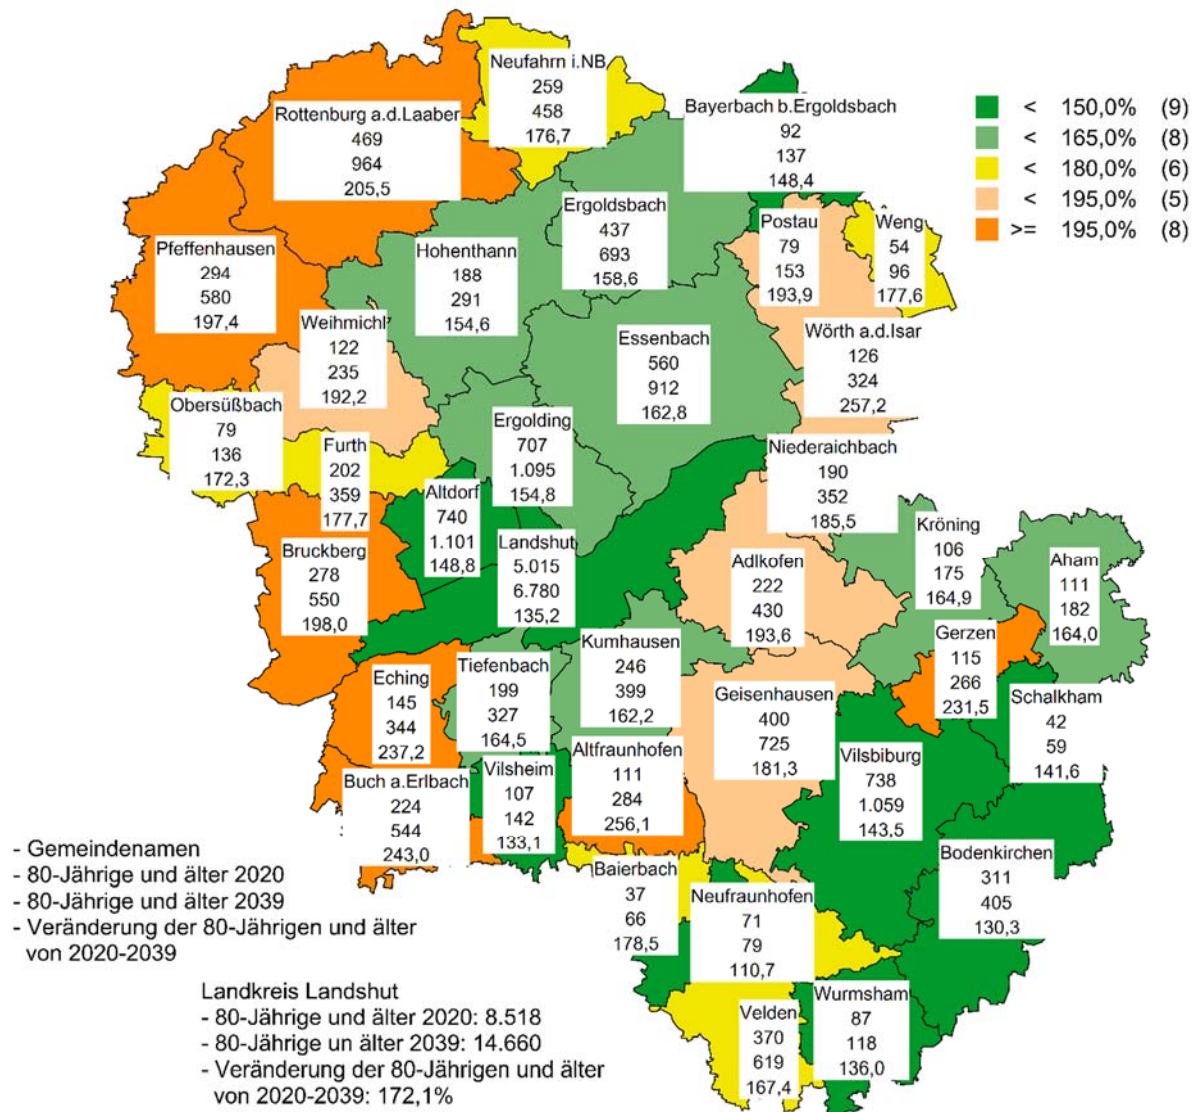 Neufahrn i.NB
259
458
176,7
Rottenburg a.d.Laaber
469
964
205,5
Bayerbach b.Ergoldsbach
92
137
148,4
< 150,0% (9)
< 165,0% (8)
< 180,0% (6)
< 195,0% (5)
>= 195,0% (8)
Ergoldsbach
437
693
158,6
Postau
79
153
193,9
Weng
54
96
177,6
Pfeffenhausen
294
580
197,4
Hohenthann
188
291
154,6
Weihmichl
122
235
192,2
Essenbach
560
912
162,8
Wörth a.d.Isar
126
324
257,2
Obersüßbach
79
136
172,3
Furth
202
359
177,7
Ergolding
707
1.095
154,8
Niederaichbach
190
352
185,5
Altdorf
740
1.101
148,8
Landshut
5.015
6.780
135,2
Bruckberg
278
550
198,0
Adlkofen
222
430
193,6
Kröning
106
175
164,9
Aham
111
182
164,0
Gerzen
115
266
231,5
Eching
145
344
237,2
Tiefenbach
199
327
164,5
Kumhausen
246
399
162,2
Geisenhausen
400
725
181,3
Schalkham
42
59
141,6
Altfraunhofen
111
284
256,1
Vilsbiburg
738
1.059
143,5
Buch a.Erlbach
224
544
243,0
Vilsheim
107
142
133,1
Bodenkirchen
311
405
130,3
Baierbach
37
66
178,5
Neufraunhofen
71
79
110,7
Velden
370
619
167,4
Wurmsham
87
118
136,0
- Gemeindenamen
- 80-Jährige und älter 2020
- 80-Jährige und älter 2039
- Veränderung der 80-Jährigen und älter
von 2020-2039
Landkreis Landshut
- 80-Jährige und älter 2020: 8.518
- 80-Jährige un älter 2039: 14.660
- Veränderung der 80-Jährigen und älter
von 2020-2039: 172,1%